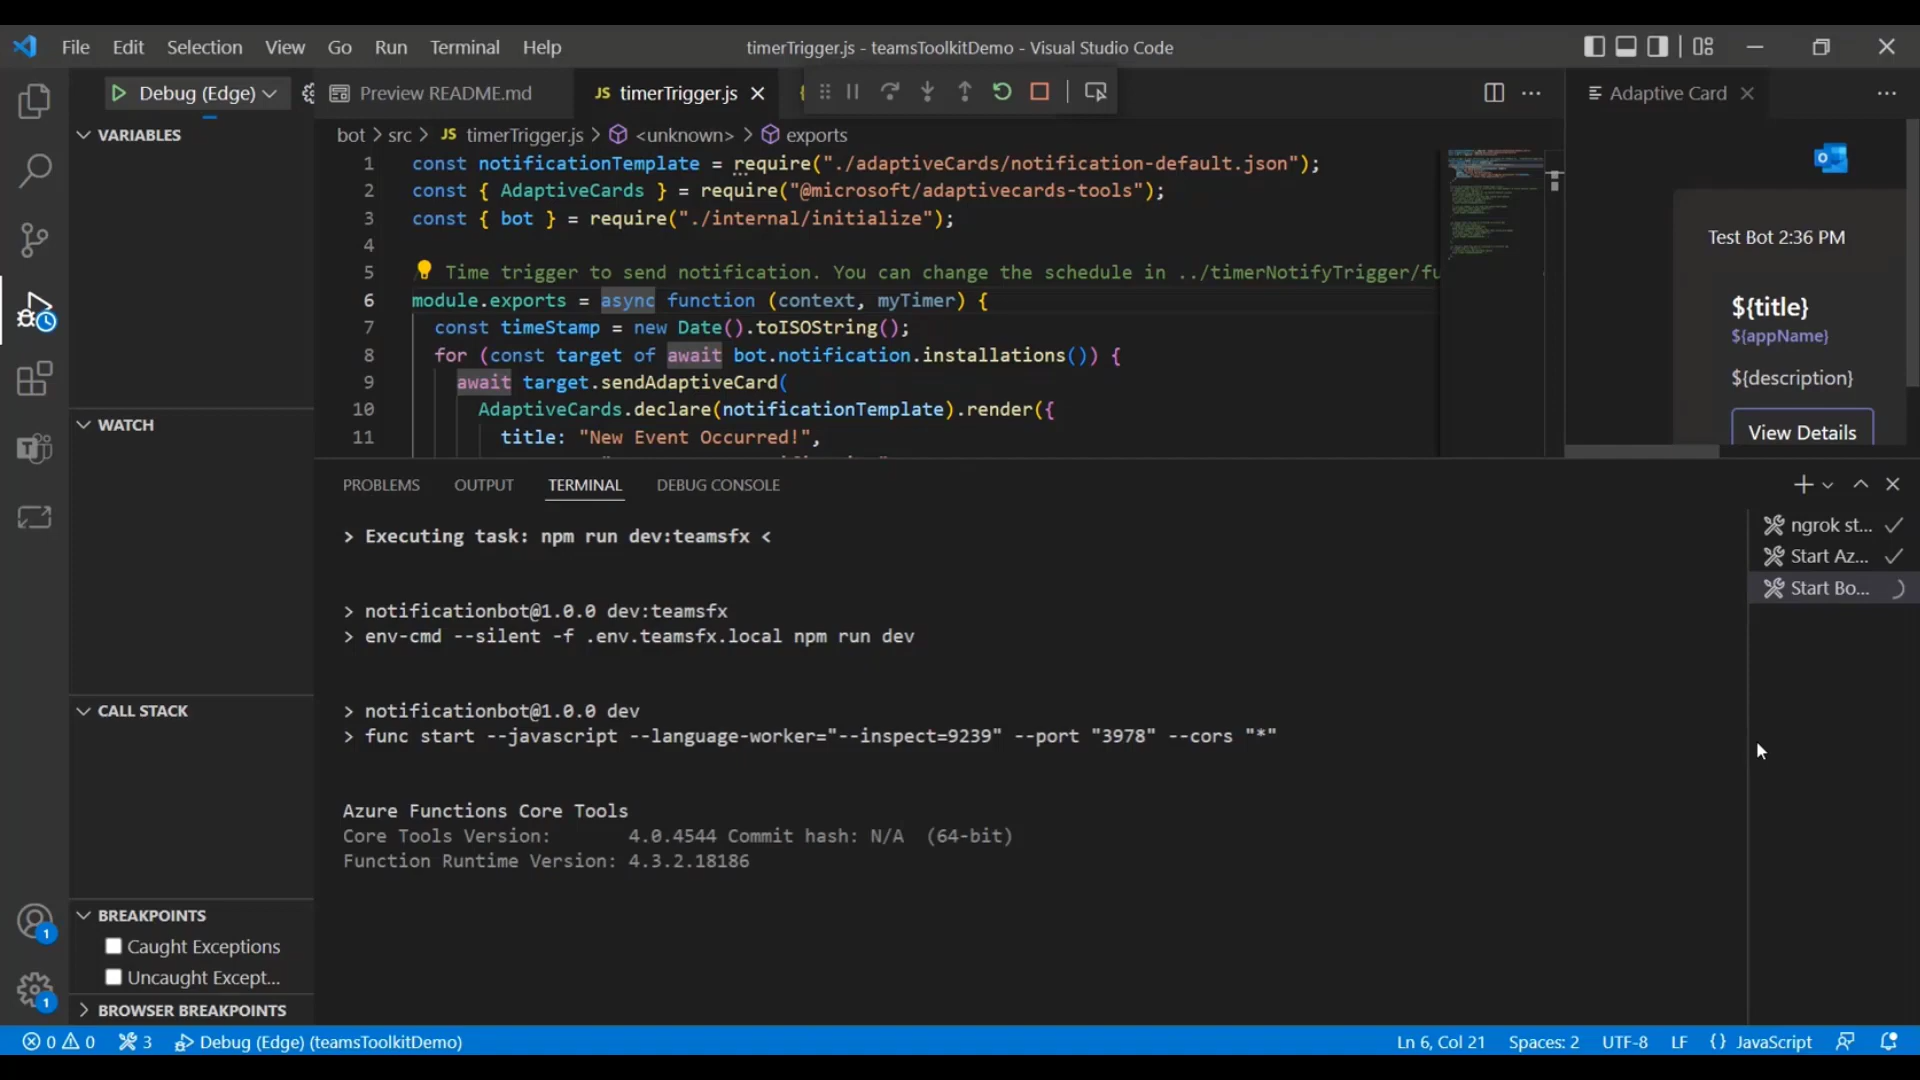 File Edit Selection View Go Run Terminal Help
timerTrigger.js - teamsToolkitDemo - Visual Studio Code
Debug (Edge)
Preview README.md
JS timerTrigger.js
Adaptive Card
VARIABLES
WATCH
CALL STACK
BREAKPOINTS
Caught Exceptions
Uncaught Except...
BROWSER BREAKPOINTS
bot > src > JS timerTrigger.js > <unknown> > exports
1 const notificationTemplate = require("./adaptiveCards/notification-default.json");
2 const { AdaptiveCards } = require("@microsoft/adaptivecards-tools");
3 const { bot } = require("./internal/initialize");
4
5 Time trigger to send notification. You can change the schedule in ../timerNotifyTrigger/fu
6 module.exports = async function (context, myTimer) {
7 const timeStamp = new Date().toISOString();
8 for (const target of await bot.notification.installations()) {
9 await target.sendAdaptiveCard(
10 AdaptiveCards.declare(notificationTemplate).render({
11 title: "New Event Occurred!",
Test Bot 2:36 PM
${title}
${appName}
${description}
View Details
PROBLEMS OUTPUT TERMINAL DEBUG CONSOLE
> Executing task: npm run dev:teamsfx <
> notificationbot@1.0.0 dev:teamsfx
> env-cmd --silent -f .env.teamsfx.local npm run dev
> notificationbot@1.0.0 dev
> func start --javascript --language-worker="--inspect=9239" --port "3978" --cors "*"
Azure Functions Core Tools
Core Tools Version: 4.0.4544 Commit hash: N/A (64-bit)
Function Runtime Version: 4.3.2.18186
ngrok st...
Start Az...
Start Bo...
1
1
0 0 3 Debug (Edge) (teamsToolkitDemo)
Ln 6, Col 21 Spaces: 2 UTF-8 LF {} JavaScript